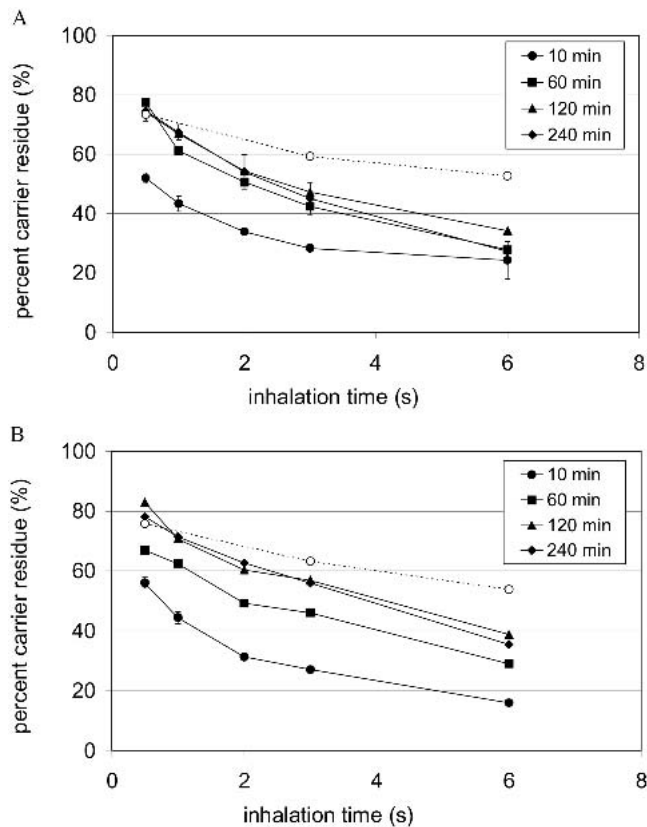 A
100
80
60
40
20
0
percent carrier residue (%)
10 min
60 min
120 min
240 min
0 2 4 6 8
inhalation time (s)
B
100
80
60
40
20
0
percent carrier residue (%)
10 min
60 min
120 min
240 min
0 2 4 6 8
inhalation time (s)